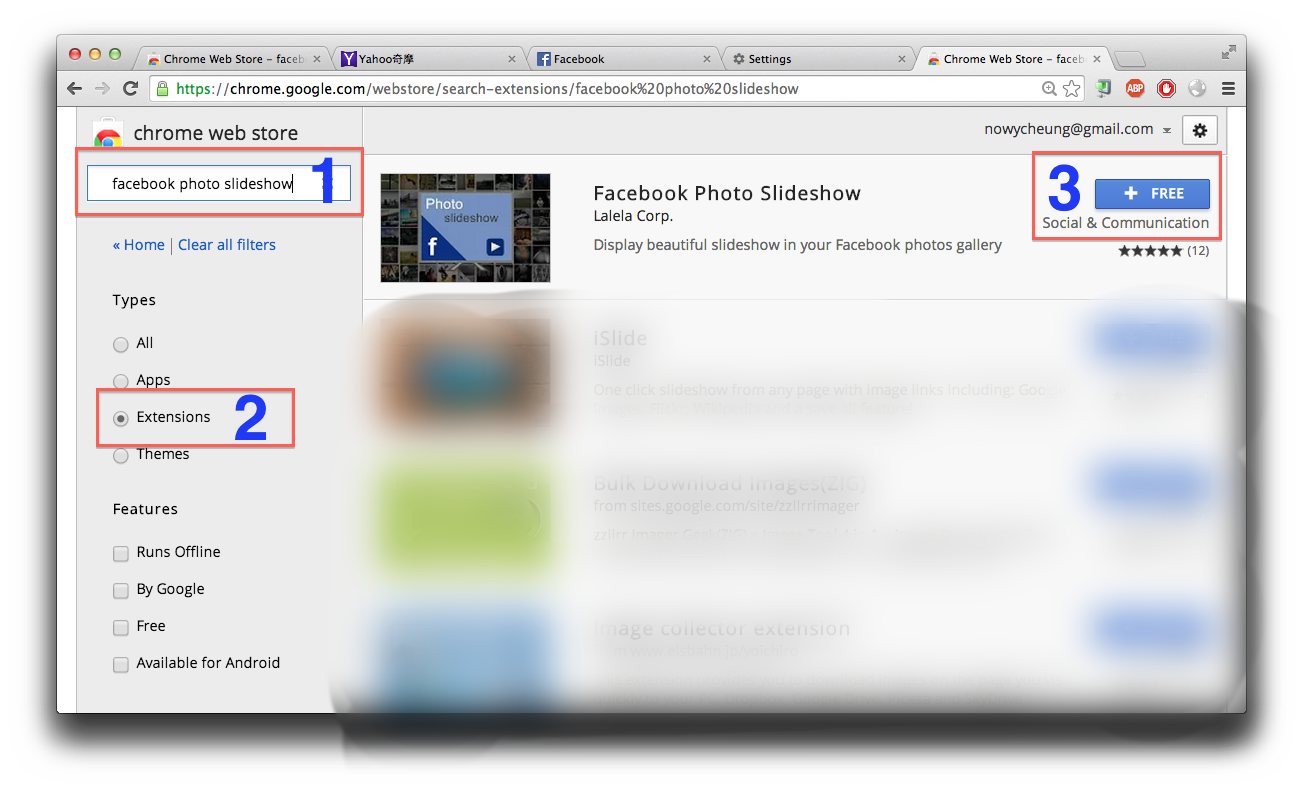 Chrome Web Store – faceb
Yahoo奇摩
Facebook
Settings
Chrome Web Store – faceb
https://chrome.google.com/webstore/search-extensions/facebook%20photo%20slideshow
ABP
chrome web store
nowycheung@gmail.com
facebook photo slideshow
1
« Home | Clear all filters
Types
All
Apps
Extensions
2
Themes
Features
Runs Offline
By Google
Free
Available for Android
Photo
slideshow
f
Facebook Photo Slideshow
Lalela Corp.
Display beautiful slideshow in your Facebook photos gallery
3
+ FREE
Social & Communication
★★★★★ (12)
iSlide
iSlide
One click slideshow from any page with image links including:
Bulk Download Images(ZIG)
from sites.google.com/site/zzllrrimager
Image collector extension